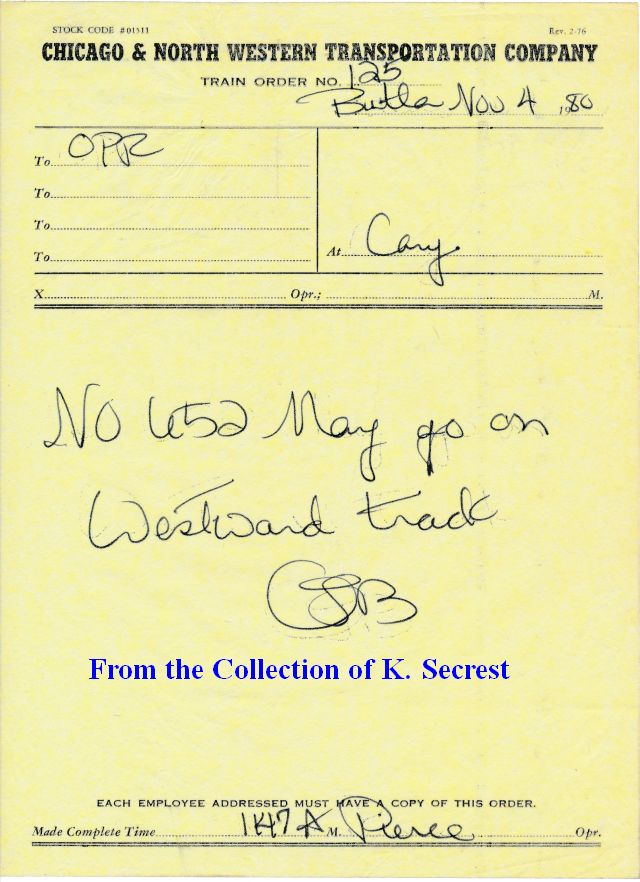 STOCK CODE #01511 Rev. 2-76
CHICAGO & NORTH WESTERN TRANSPORTATION COMPANY
TRAIN ORDER NO. 125
Butler Nov 4 1980
To OPR
To
To
To
At Cary.
X Opr.; M.
NO 652 May go on
Westward track
From the Collection of K. Secrest
EACH EMPLOYEE ADDRESSED MUST HAVE A COPY OF THIS ORDER.
Made Complete Time 1147 A M. Pierce Opr.